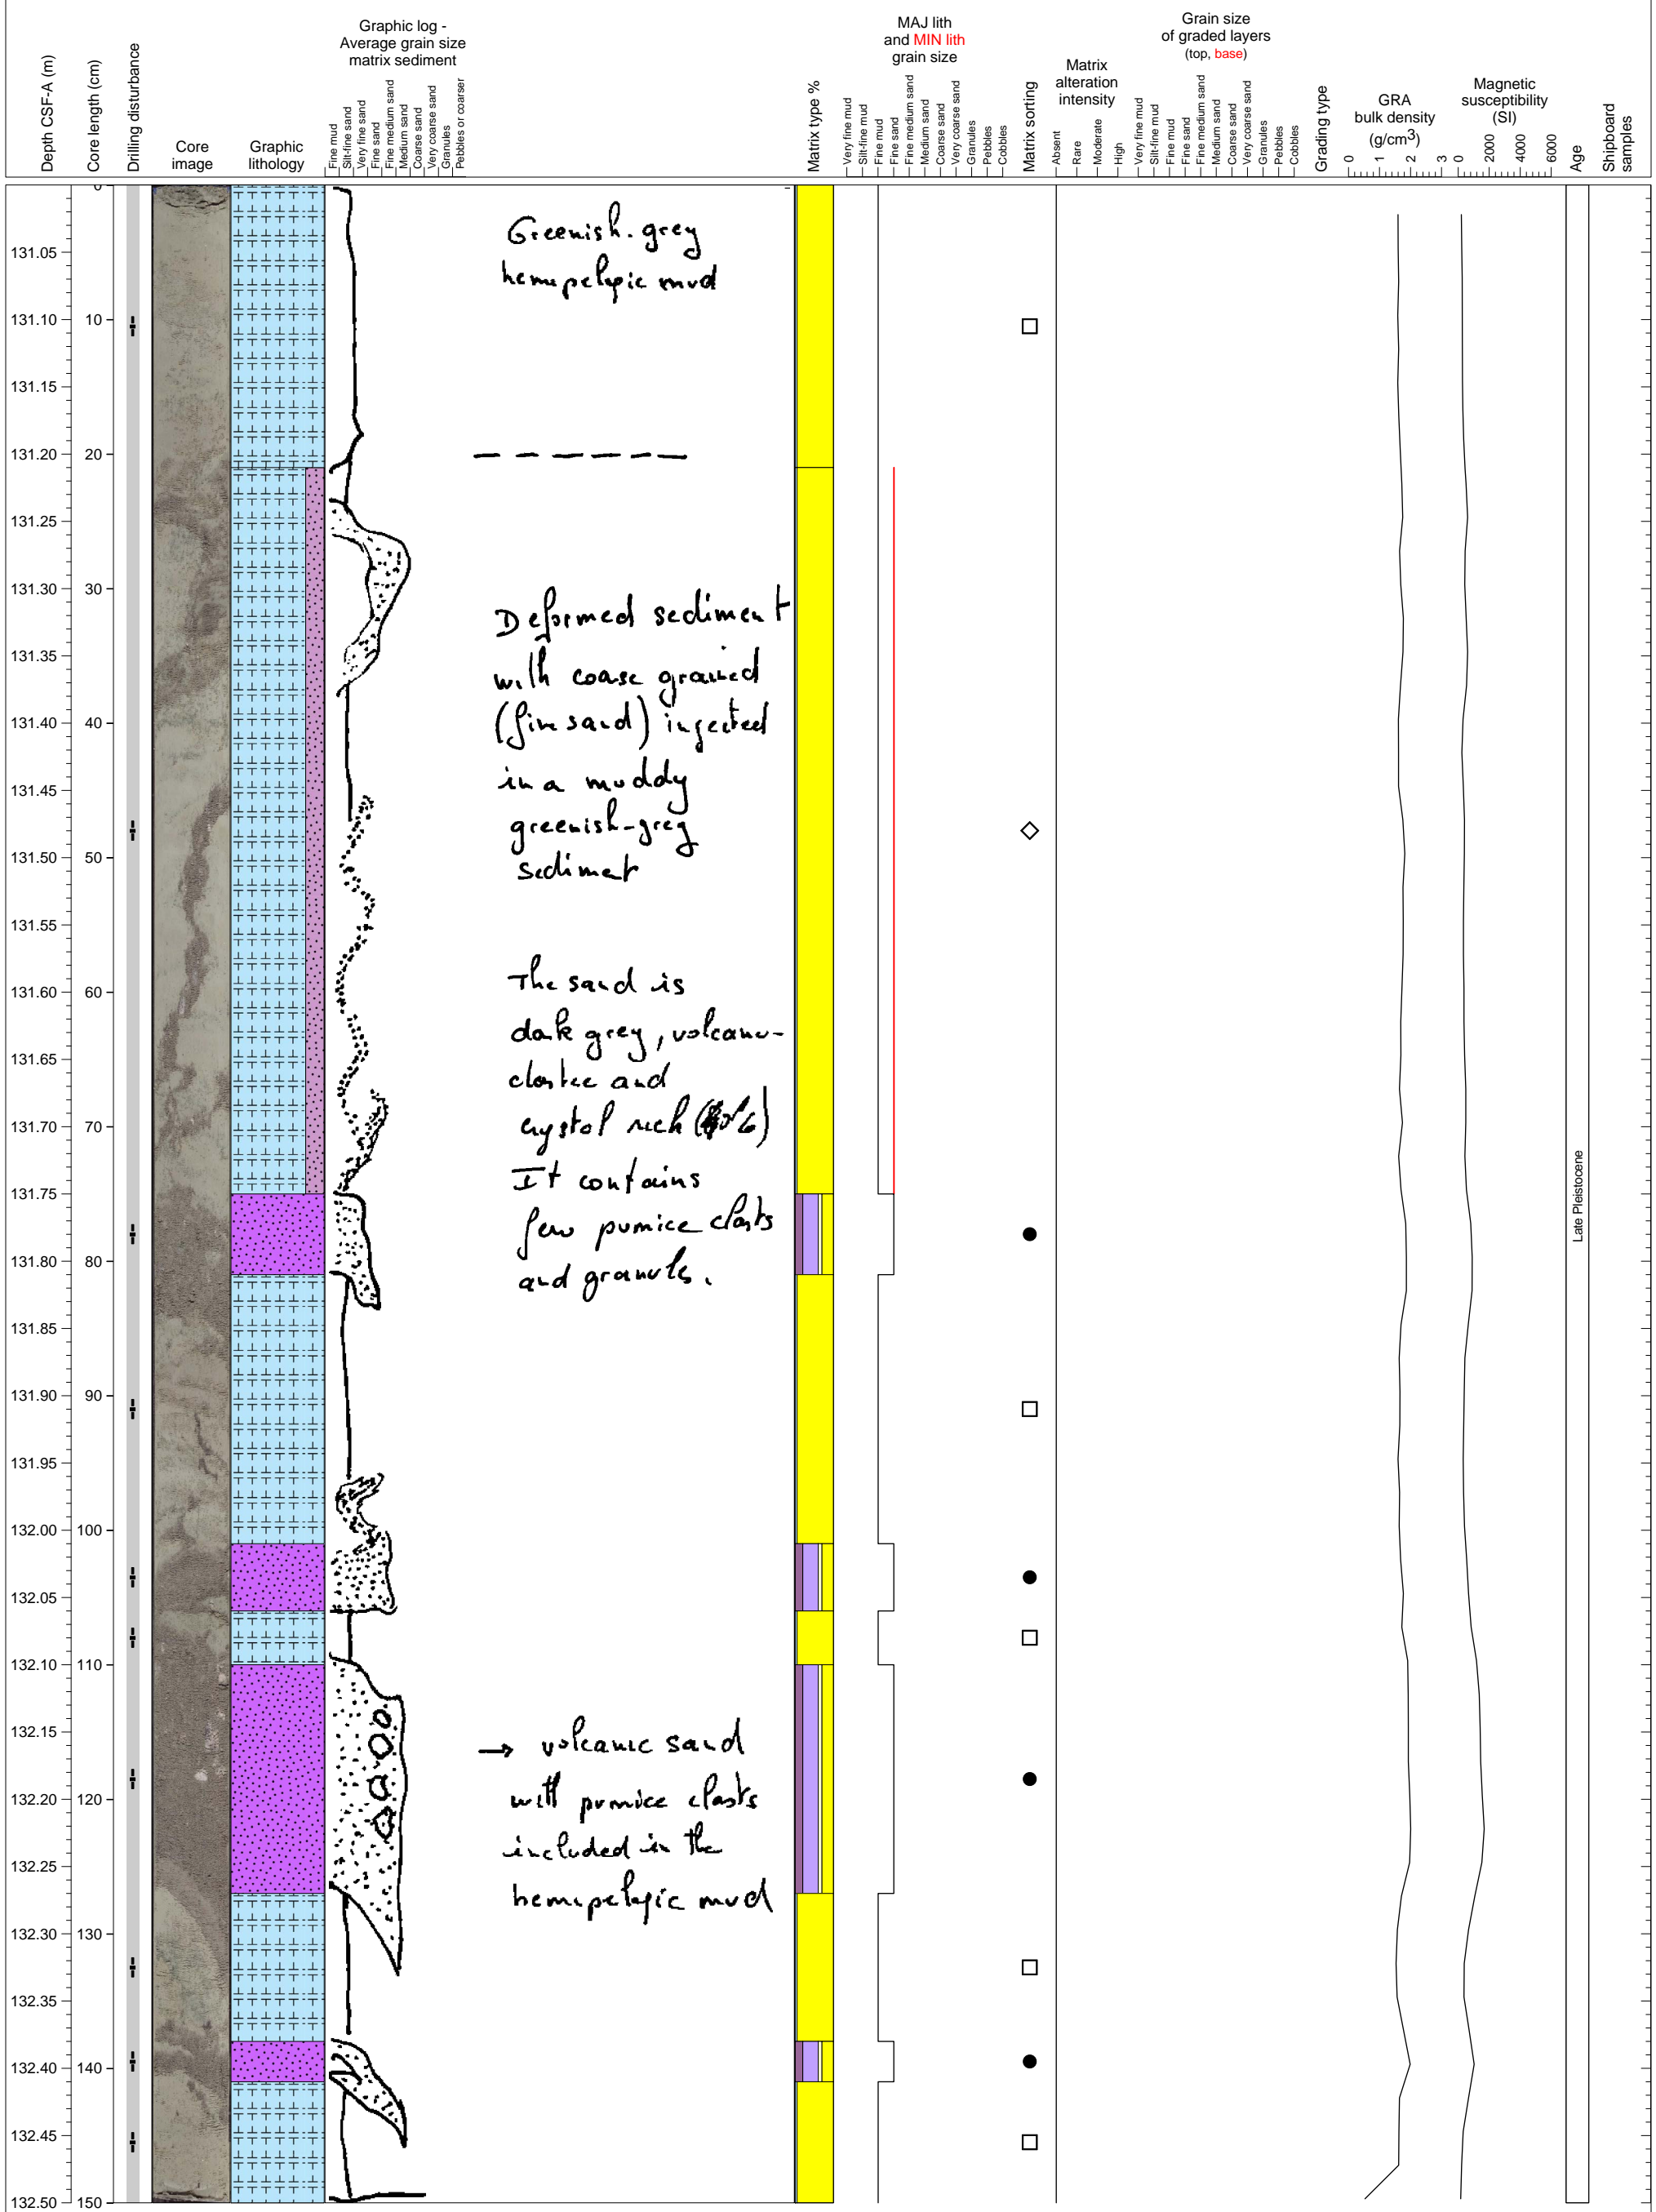 Depth CSF-A (m)
Core length (cm)
Drilling disturbance
Core
image
Graphic
lithology
Graphic log -
Average grain size
matrix sediment
Fine mud
Silt-fine sand
Very fine sand
Fine sand
Fine medium sand
Medium sand
Coarse sand
Very coarse sand
Granules
Pebbles or coarser
Matrix type %
MAJ lith
and MIN lith
grain size
Very fine mud
Silt-fine mud
Fine mud
Fine sand
Fine medium sand
Medium sand
Coarse sand
Very coarse sand
Granules
Pebbles
Cobbles
Matrix sorting
Matrix
alteration
intensity
Absent
Rare
Moderate
High
Grain size
of graded layers
(top, base)
Very fine mud
Silt-fine mud
Fine mud
Fine sand
Fine medium sand
Medium sand
Coarse sand
Very coarse sand
Granules
Pebbles
Cobbles
Grading type
GRA
bulk density
(g/cm3)
0 1 2 3
Magnetic
susceptibility
(SI)
0 2000 4000 6000
Age
Shipboard
samples
0
131.05
131.10 10
131.15
131.20 20
131.25
131.30 30
131.35
131.40 40
131.45
131.50 50
131.55
131.60 60
131.65
131.70 70
131.75
131.80 80
131.85
131.90 90
131.95
132.00 100
132.05
132.10 110
132.15
132.20 120
132.25
132.30 130
132.35
132.40 140
132.45
132.50 150
Greenish-grey
hemipelagic mud
Deformed sediment
with coase grained
(fine sand) injected
in a muddy
greenish-grey
sediment
The sand is
dark grey, volcano-
clastic and
crystal rich
It contains
few pumice clasts
and granuls.
→ volcanic sand
with pumice clasts
included in the
hemipelagic mud
Late Pleistocene